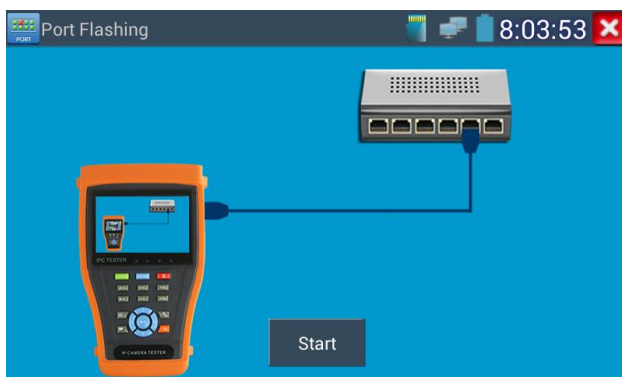 PORT
Port Flashing
8:03:53
IPC TESTER
IP CAMERA TESTER
Start